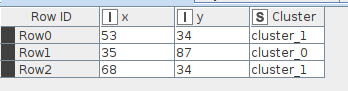 Row ID I x I y S Cluster
Row0 53 34 cluster_1
Row1 35 87 cluster_0
Row2 68 34 cluster_1